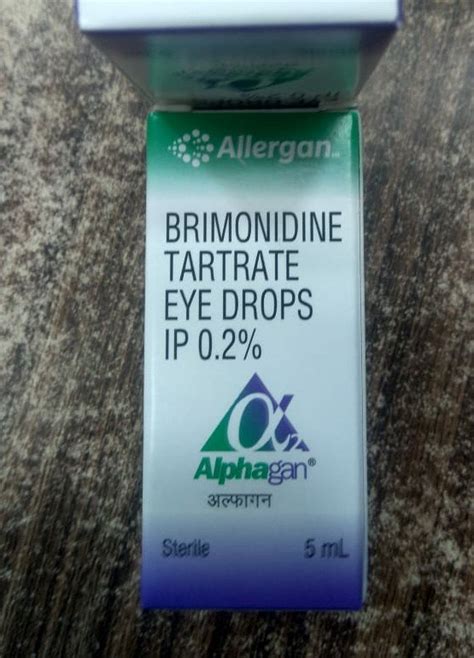 Allergan
BRIMONIDINE
TARTRATE
EYE DROPS
IP 0.2%
α2
Alphagan®
अल्फागन
Sterile 5 mL